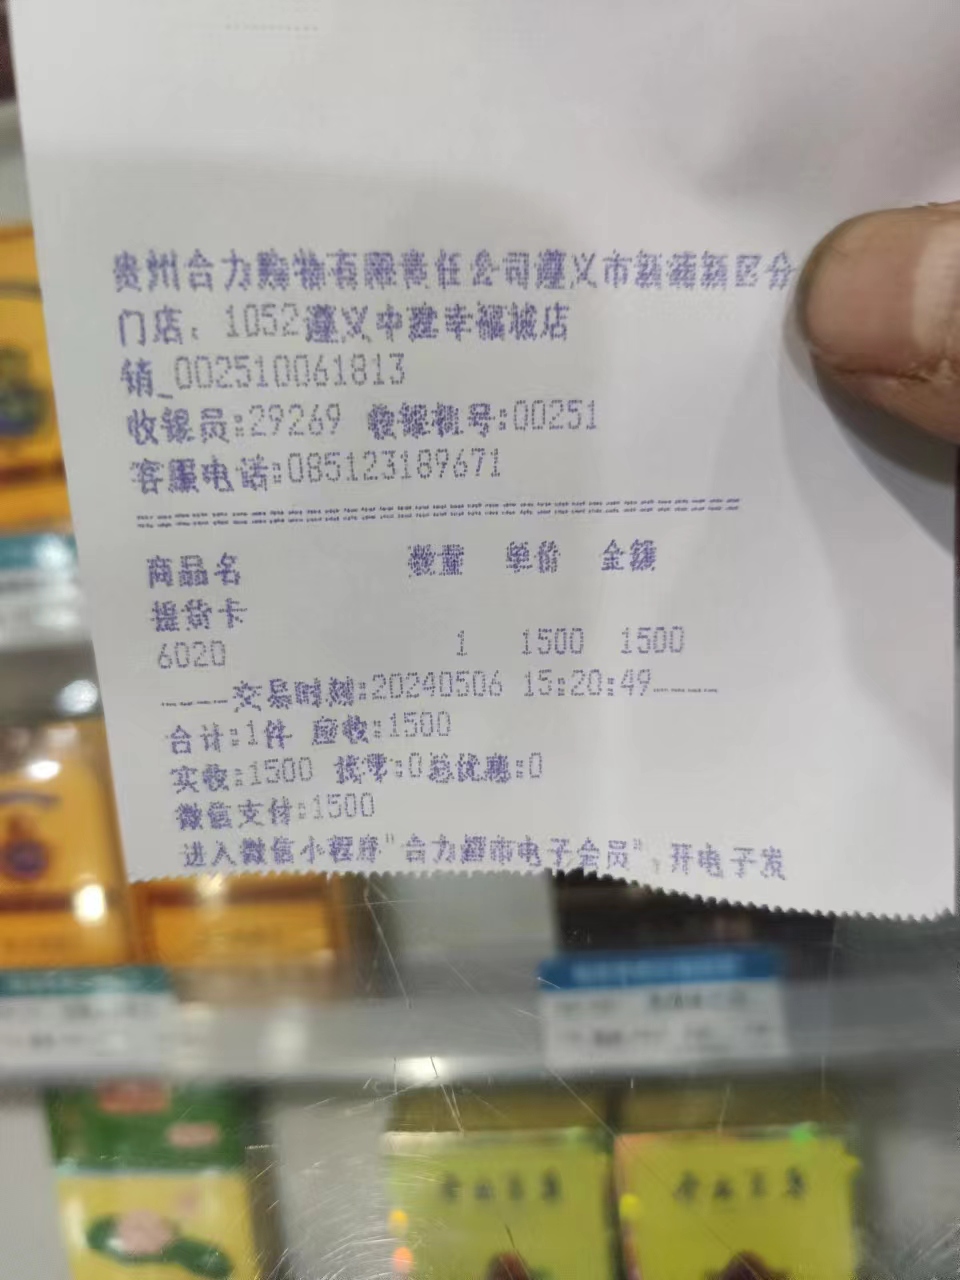 贵州合力购物有限责任公司遵义市新蒲新区分
门店: 1052遵义中建幸福城店
销_002510061813
收银员:29269 收银机号:00251
客服电话:085123189671
商品名 数量 单价 金额
提货卡
6020 1 1500 1500
交易时刻:20240506 15:20:49
合计:1件 应收:1500
实收:1500 找零:0总优惠:0
微信支付:1500
进入微信小程序"合力超市电子会员",开电子发